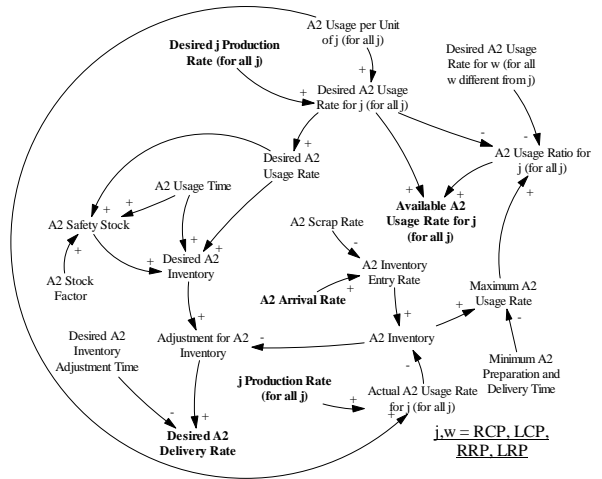 A2 Usage per Unit
of j (for all j)
Desired j Production
Rate (for all j)
Desired A2 Usage
Rate for w (for all
w different from j)
Desired A2 Usage
Rate for j (for all j)
+
+
-
-
+
Desired A2
Usage Rate
A2 Usage Ratio for
j (for all j)
A2 Usage Time
+
+
+
+
+
Available A2
Usage Rate for j
(for all j)
A2 Safety Stock
A2 Scrap Rate
+
+
+
-
+
Desired A2
Inventory
A2 Inventory
Entry Rate
A2 Stock
Factor
Maximum A2
Usage Rate
A2 Arrival Rate
+
+
+
+
-
Desired A2
Inventory
Adjustment Time
Adjustment for A2
Inventory
-
A2 Inventory
-
Minimum A2
Preparation and
Delivery Time
j Production Rate
(for all j)
+
Actual A2 Usage Rate
for j (for all j)
+
-
+
Desired A2
Delivery Rate
j,w = RCP, LCP,
RRP, LRP